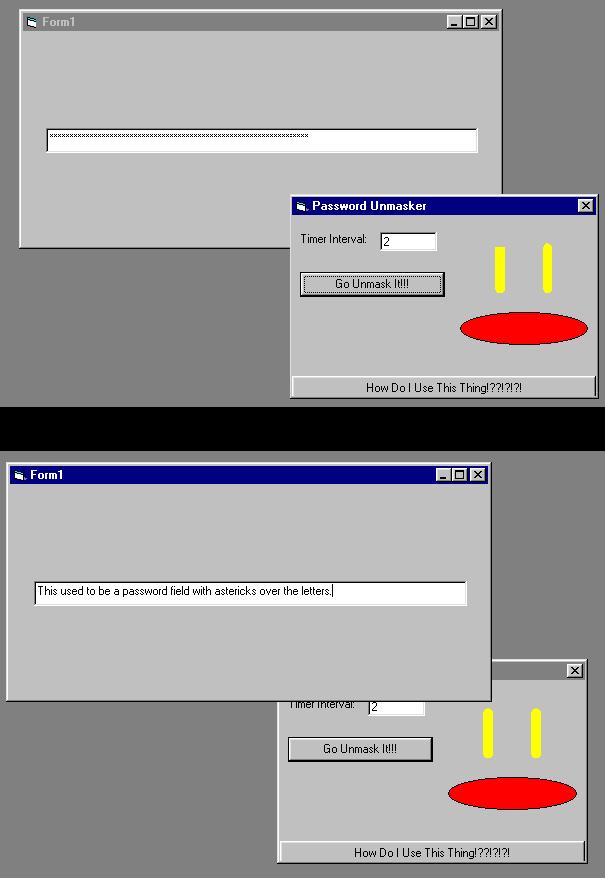 Form1
xxxxxxxxxxxxxxxxxxxxxxxxxxxxxxxxxxxxxxxxxxxxxxxxxxxxxxxxxxxxxxxxx
Password Unmasker
Timer Interval: 2
Go Unmask It!!!
How Do I Use This Thing!??!?!?!
Form1
This used to be a password field with astericks over the letters.
Timer Interval: 2
Go Unmask It!!!
How Do I Use This Thing!??!?!?!